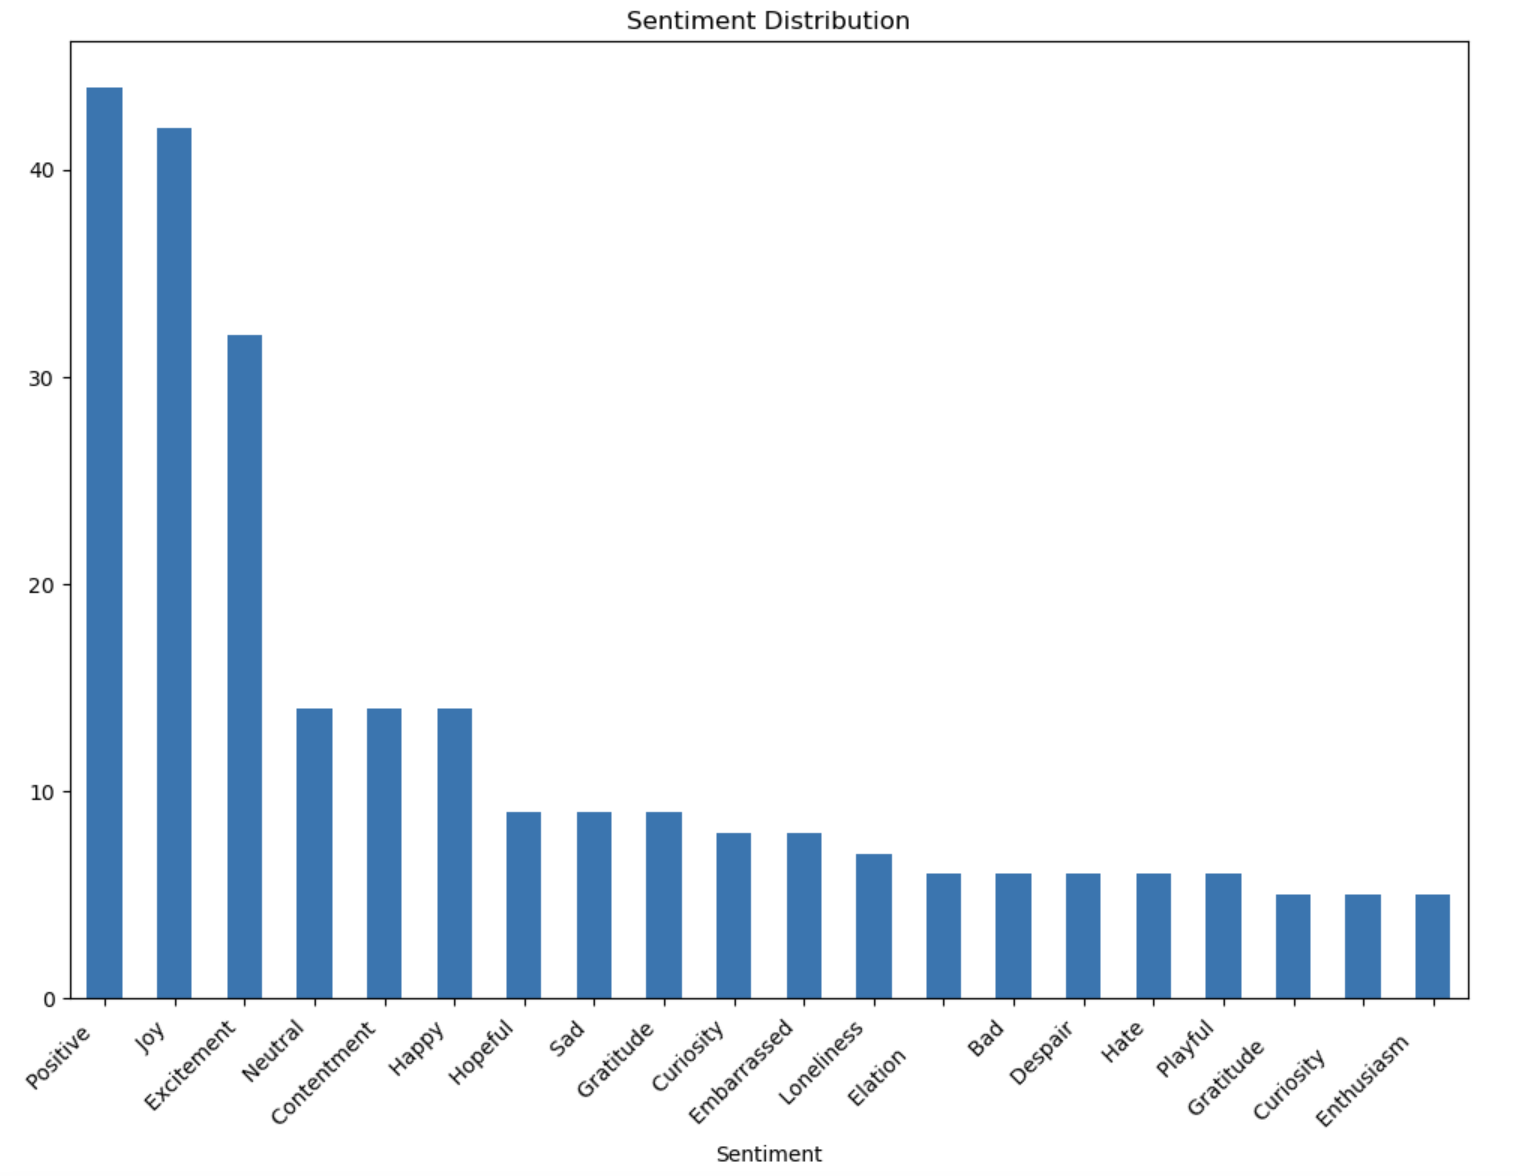 Sentiment Distribution
40
30
20
10
0
Positive
Joy
Excitement
Neutral
Contentment
Happy
Hopeful
Sad
Gratitude
Curiosity
Embarrassed
Loneliness
Elation
Bad
Despair
Hate
Playful
Gratitude
Curiosity
Enthusiasm
Sentiment